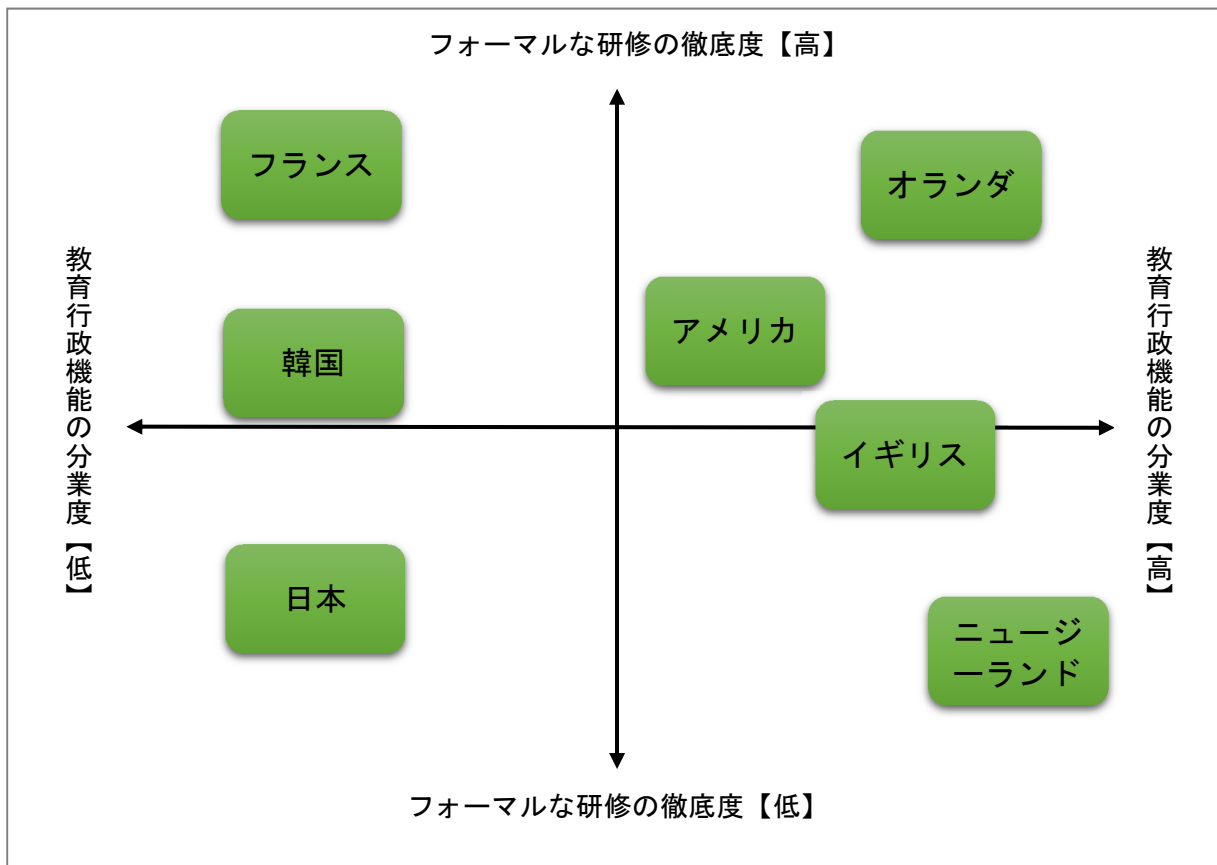 フォーマルな研修の徹底度【高】
フランス
オランダ
教育行政機能の分業度【低】
教育行政機能の分業度【高】
アメリカ
韓国
イギリス
日本
ニュージ
ーランド
フォーマルな研修の徹底度【低】